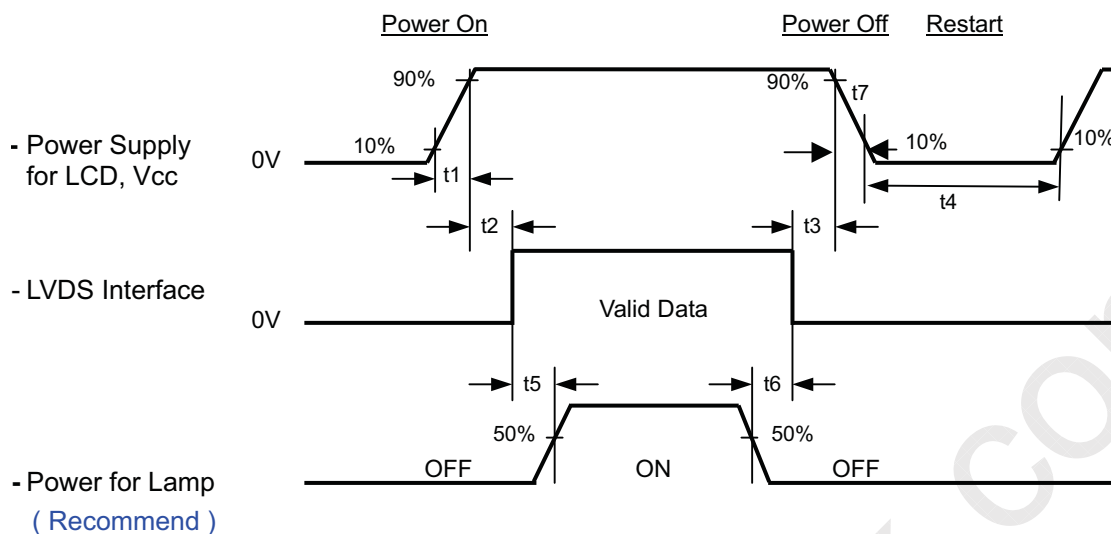 Power On
Power Off Restart
90%
90%
t7
- Power Supply
for LCD, Vcc
0V
10%
10%
10%
t1
t4
t2
t3
- LVDS Interface
0V
Valid Data
t5
t6
50%
50%
OFF
ON
OFF
- Power for Lamp
( Recommend )